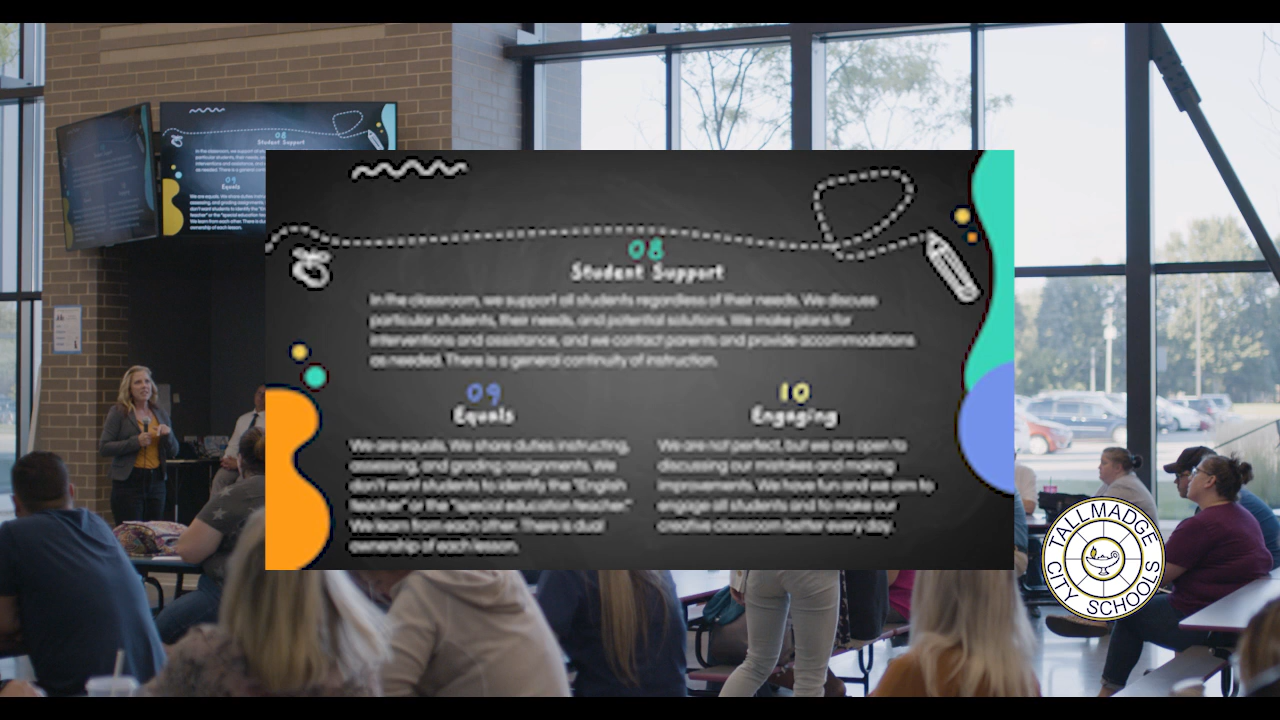 08
Student Support
In the classroom, we support all students regardless of their needs. We discuss
particular students, their needs, and potential solutions. We make plans for
interventions and assistance, and we contact parents and provide accommodations
as needed. There is a general continuity of instruction.
09
Equals
We are equals. We share duties instructing,
assessing, and grading assignments. We
don't want students to identify the "English
teacher" or the "special education teacher."
We learn from each other. There is dual
ownership of each lesson.
10
Engaging
We are not perfect, but we are open to
discussing our mistakes and making
improvements. We have fun and we aim to
engage all students and to make our
creative classroom better every day.
TALLMADGE
CITY SCHOOLS